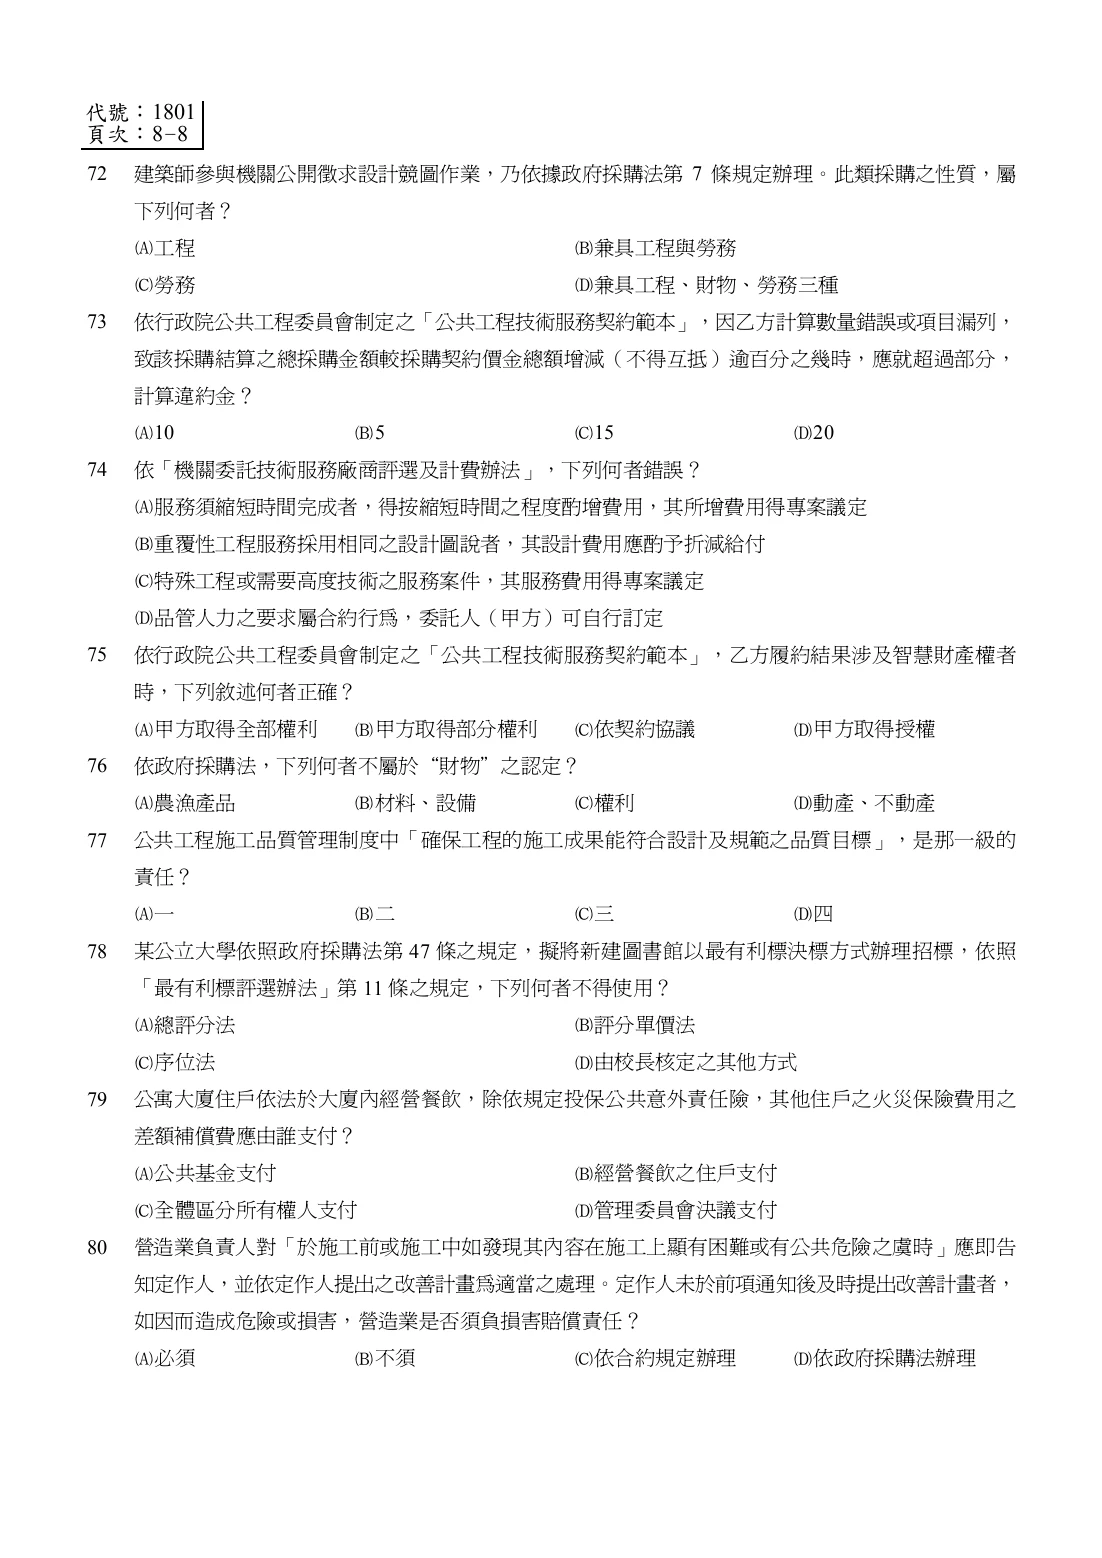 代號：1801
頁次：8-8
72 建築師參與機關公開徵求設計競圖作業，乃依據政府採購法第 7 條規定辦理。此類採購之性質，屬
下列何者？
(A)工程 (B)兼具工程與勞務
(C)勞務 (D)兼具工程、財物、勞務三種
73 依行政院公共工程委員會制定之「公共工程技術服務契約範本」，因乙方計算數量錯誤或項目漏列，
致該採購結算之總採購金額較採購契約價金總額增減（不得互抵）逾百分之幾時，應就超過部分，
計算違約金？
(A)10 (B)5 (C)15 (D)20
74 依「機關委託技術服務廠商評選及計費辦法」，下列何者錯誤？
(A)服務須縮短時間完成者，得按縮短時間之程度酌增費用，其所增費用得專案議定
(B)重覆性工程服務採用相同之設計圖說者，其設計費用應酌予折減給付
(C)特殊工程或需要高度技術之服務案件，其服務費用得專案議定
(D)品管人力之要求屬合約行為，委託人（甲方）可自行訂定
75 依行政院公共工程委員會制定之「公共工程技術服務契約範本」，乙方履約結果涉及智慧財產權者
時，下列敘述何者正確？
(A)甲方取得全部權利 (B)甲方取得部分權利 (C)依契約協議 (D)甲方取得授權
76 依政府採購法，下列何者不屬於“財物”之認定？
(A)農漁產品 (B)材料、設備 (C)權利 (D)動產、不動產
77 公共工程施工品質管理制度中「確保工程的施工成果能符合設計及規範之品質目標」，是那一級的
責任？
(A)一 (B)二 (C)三 (D)四
78 某公立大學依照政府採購法第 47 條之規定，擬將新建圖書館以最有利標決標方式辦理招標，依照
「最有利標評選辦法」第 11 條之規定，下列何者不得使用？
(A)總評分法 (B)評分單價法
(C)序位法 (D)由校長核定之其他方式
79 公寓大廈住戶依法於大廈內經營餐飲，除依規定投保公共意外責任險，其他住戶之火災保險費用之
差額補償費應由誰支付？
(A)公共基金支付 (B)經營餐飲之住戶支付
(C)全體區分所有權人支付 (D)管理委員會決議支付
80 營造業負責人對「於施工前或施工中如發現其內容在施工上顯有困難或有公共危險之虞時」應即告
知定作人，並依定作人提出之改善計畫為適當之處理。定作人未於前項通知後及時提出改善計畫者，
如因而造成危險或損害，營造業是否須負損害賠償責任？
(A)必須 (B)不須 (C)依合約規定辦理 (D)依政府採購法辦理